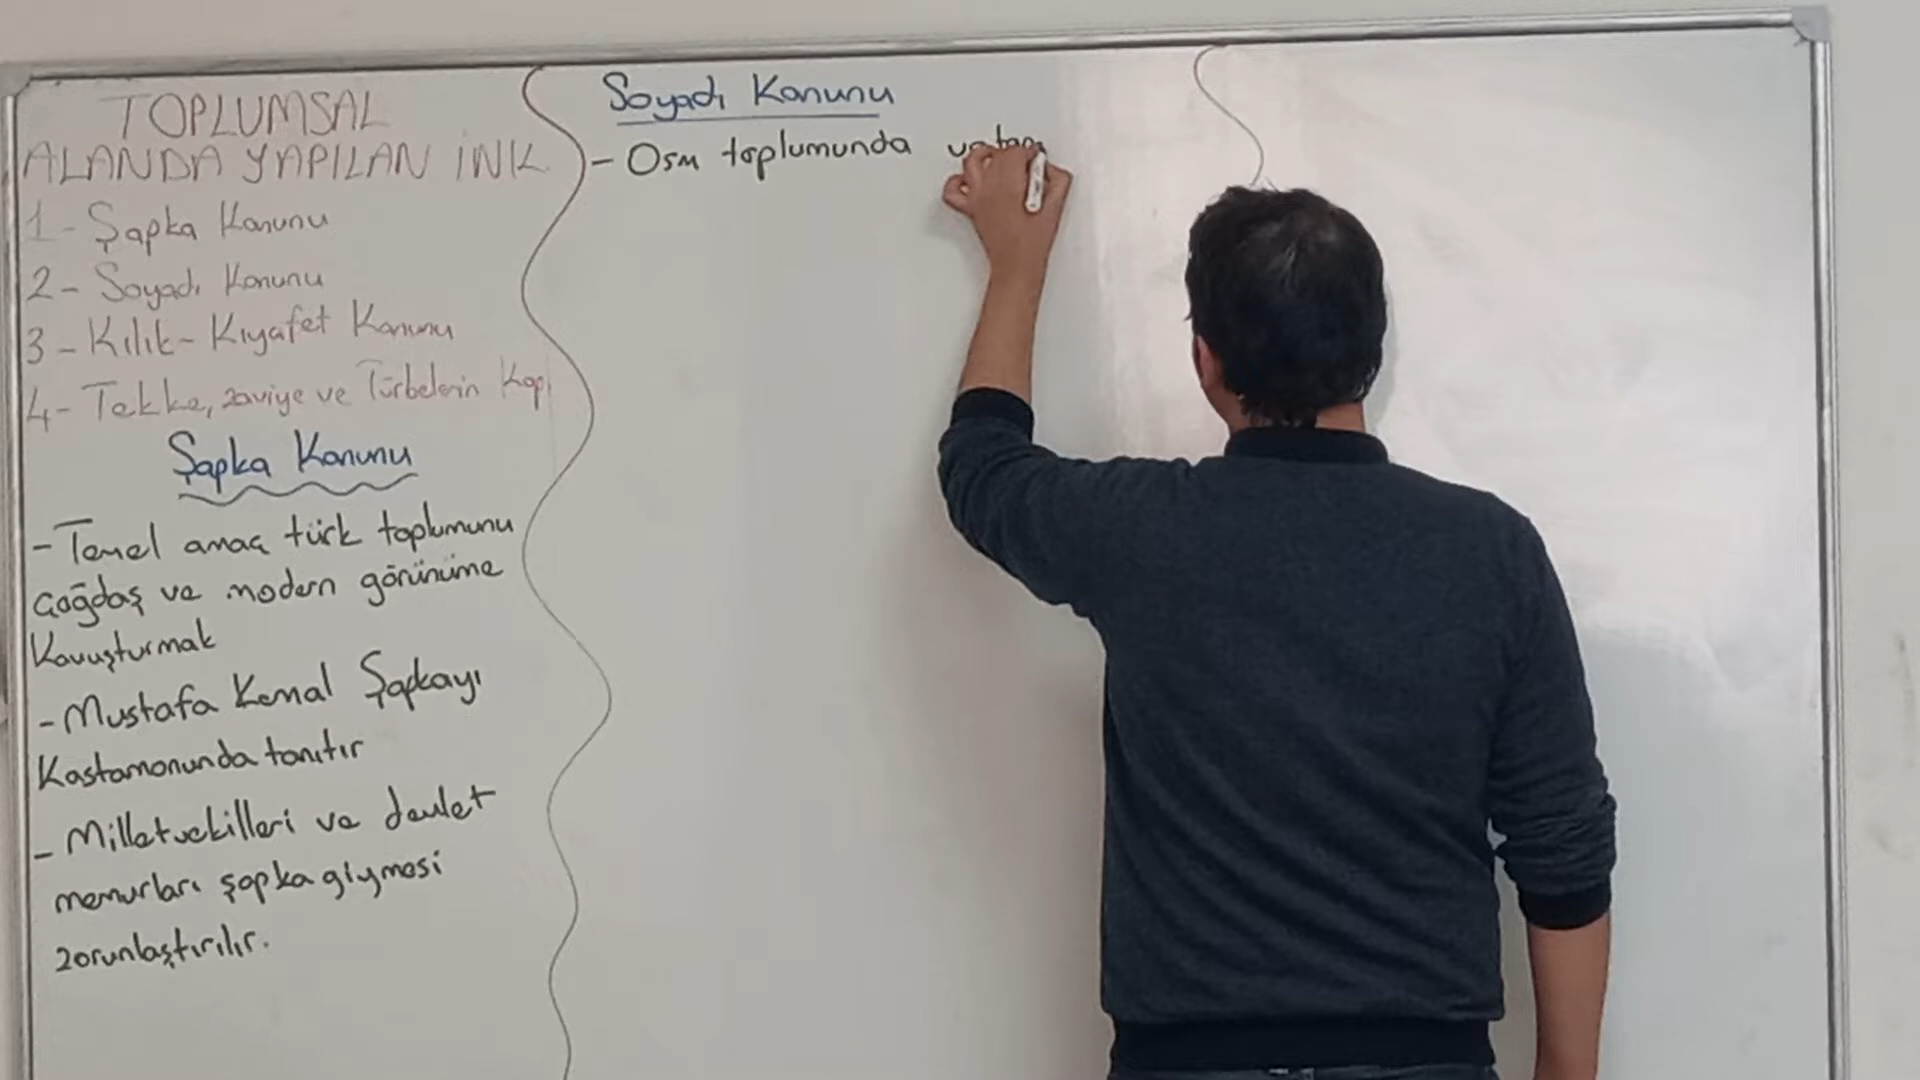 TOPLUMSAL
ALANDA YAPILAN İNK
1- Şapka Kanunu
2- Soyadı Kanunu
3- Kılık-Kıyafet Kanunu
4- Tekke, zaviye ve Türbelerin Kapı
Şapka Kanunu
- Temel amaç türk toplumunu
çağdaş ve modern görünüme
Kavuşturmak
- Mustafa Kemal Şapkayı
Kastamonunda tanıtır
- Milletvekilleri ve devlet
memurları şapka giymesi
zorunlaştırılır.
Soyadı Kanunu
- Osm toplumunda